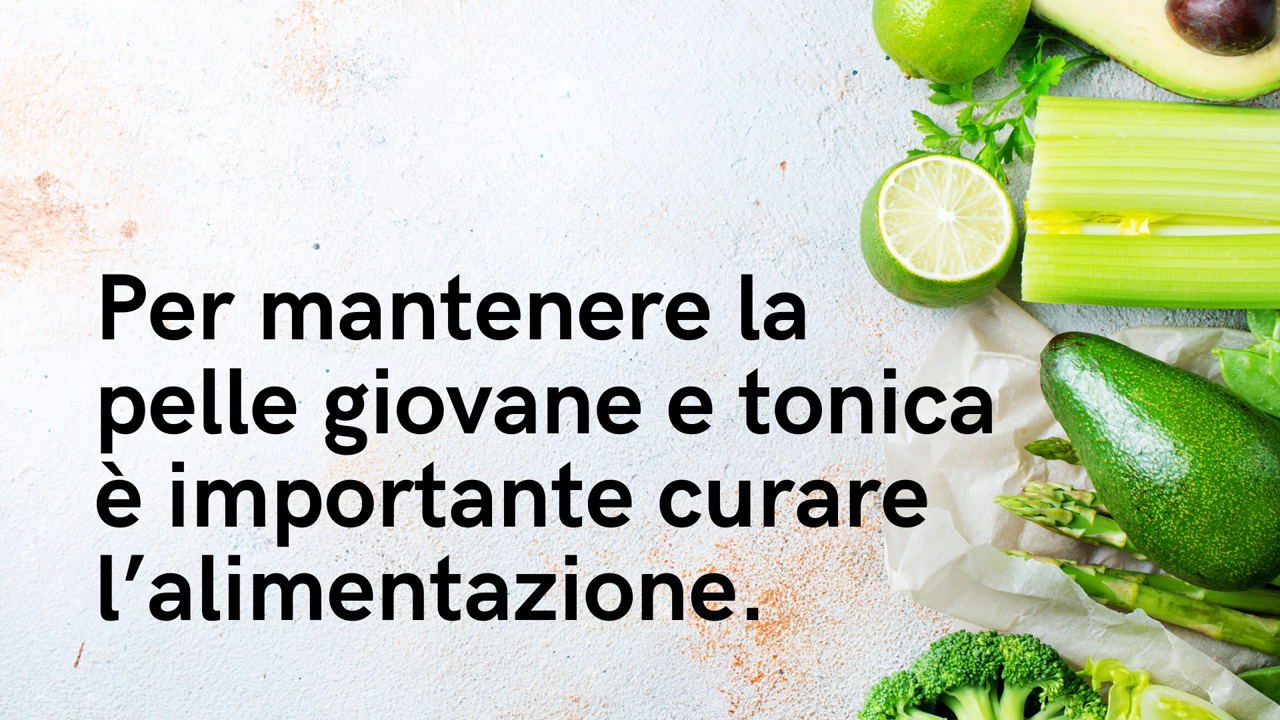 Per mantenere la
pelle giovane e tonica
è importante curare
l’alimentazione.